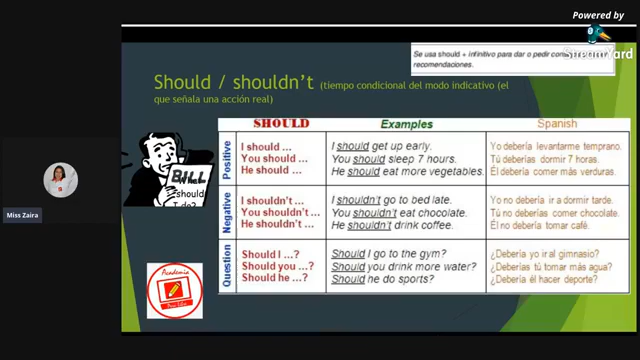 Powered by
StreamYard
Se usa should + infinitivo para dar o pedir
recomendaciones.
Should / shouldn't (tiempo condicional del modo indicativo (el
que señala una acción real)
SHOULD Examples Spanish
Positive
I should ... I should get up early. Yo debería levantarme temprano.
You should ... You should sleep 7 hours. Tú deberías dormir 7 horas.
He should ... He should eat more vegetables. Él debería comer más verduras.
Negative
I shouldn't ... I shouldn't go to bed late. Yo no debería ir a dormir tarde.
You shouldn't ... You shouldn't eat chocolate. Tú no deberías comer chocolate.
He shouldn't ... He shouldn't drink coffee. Él no debería tomar café.
Question
Should I ...? Should I go to the gym? ¿Debería yo ir al gimnasio?
Should you ...? Should you drink more water? ¿Deberías tú tomar más agua?
Should he ...? Should he do sports? ¿Debería él hacer deporte?
BILL
What
should
I do?
Miss Zaira
Academia